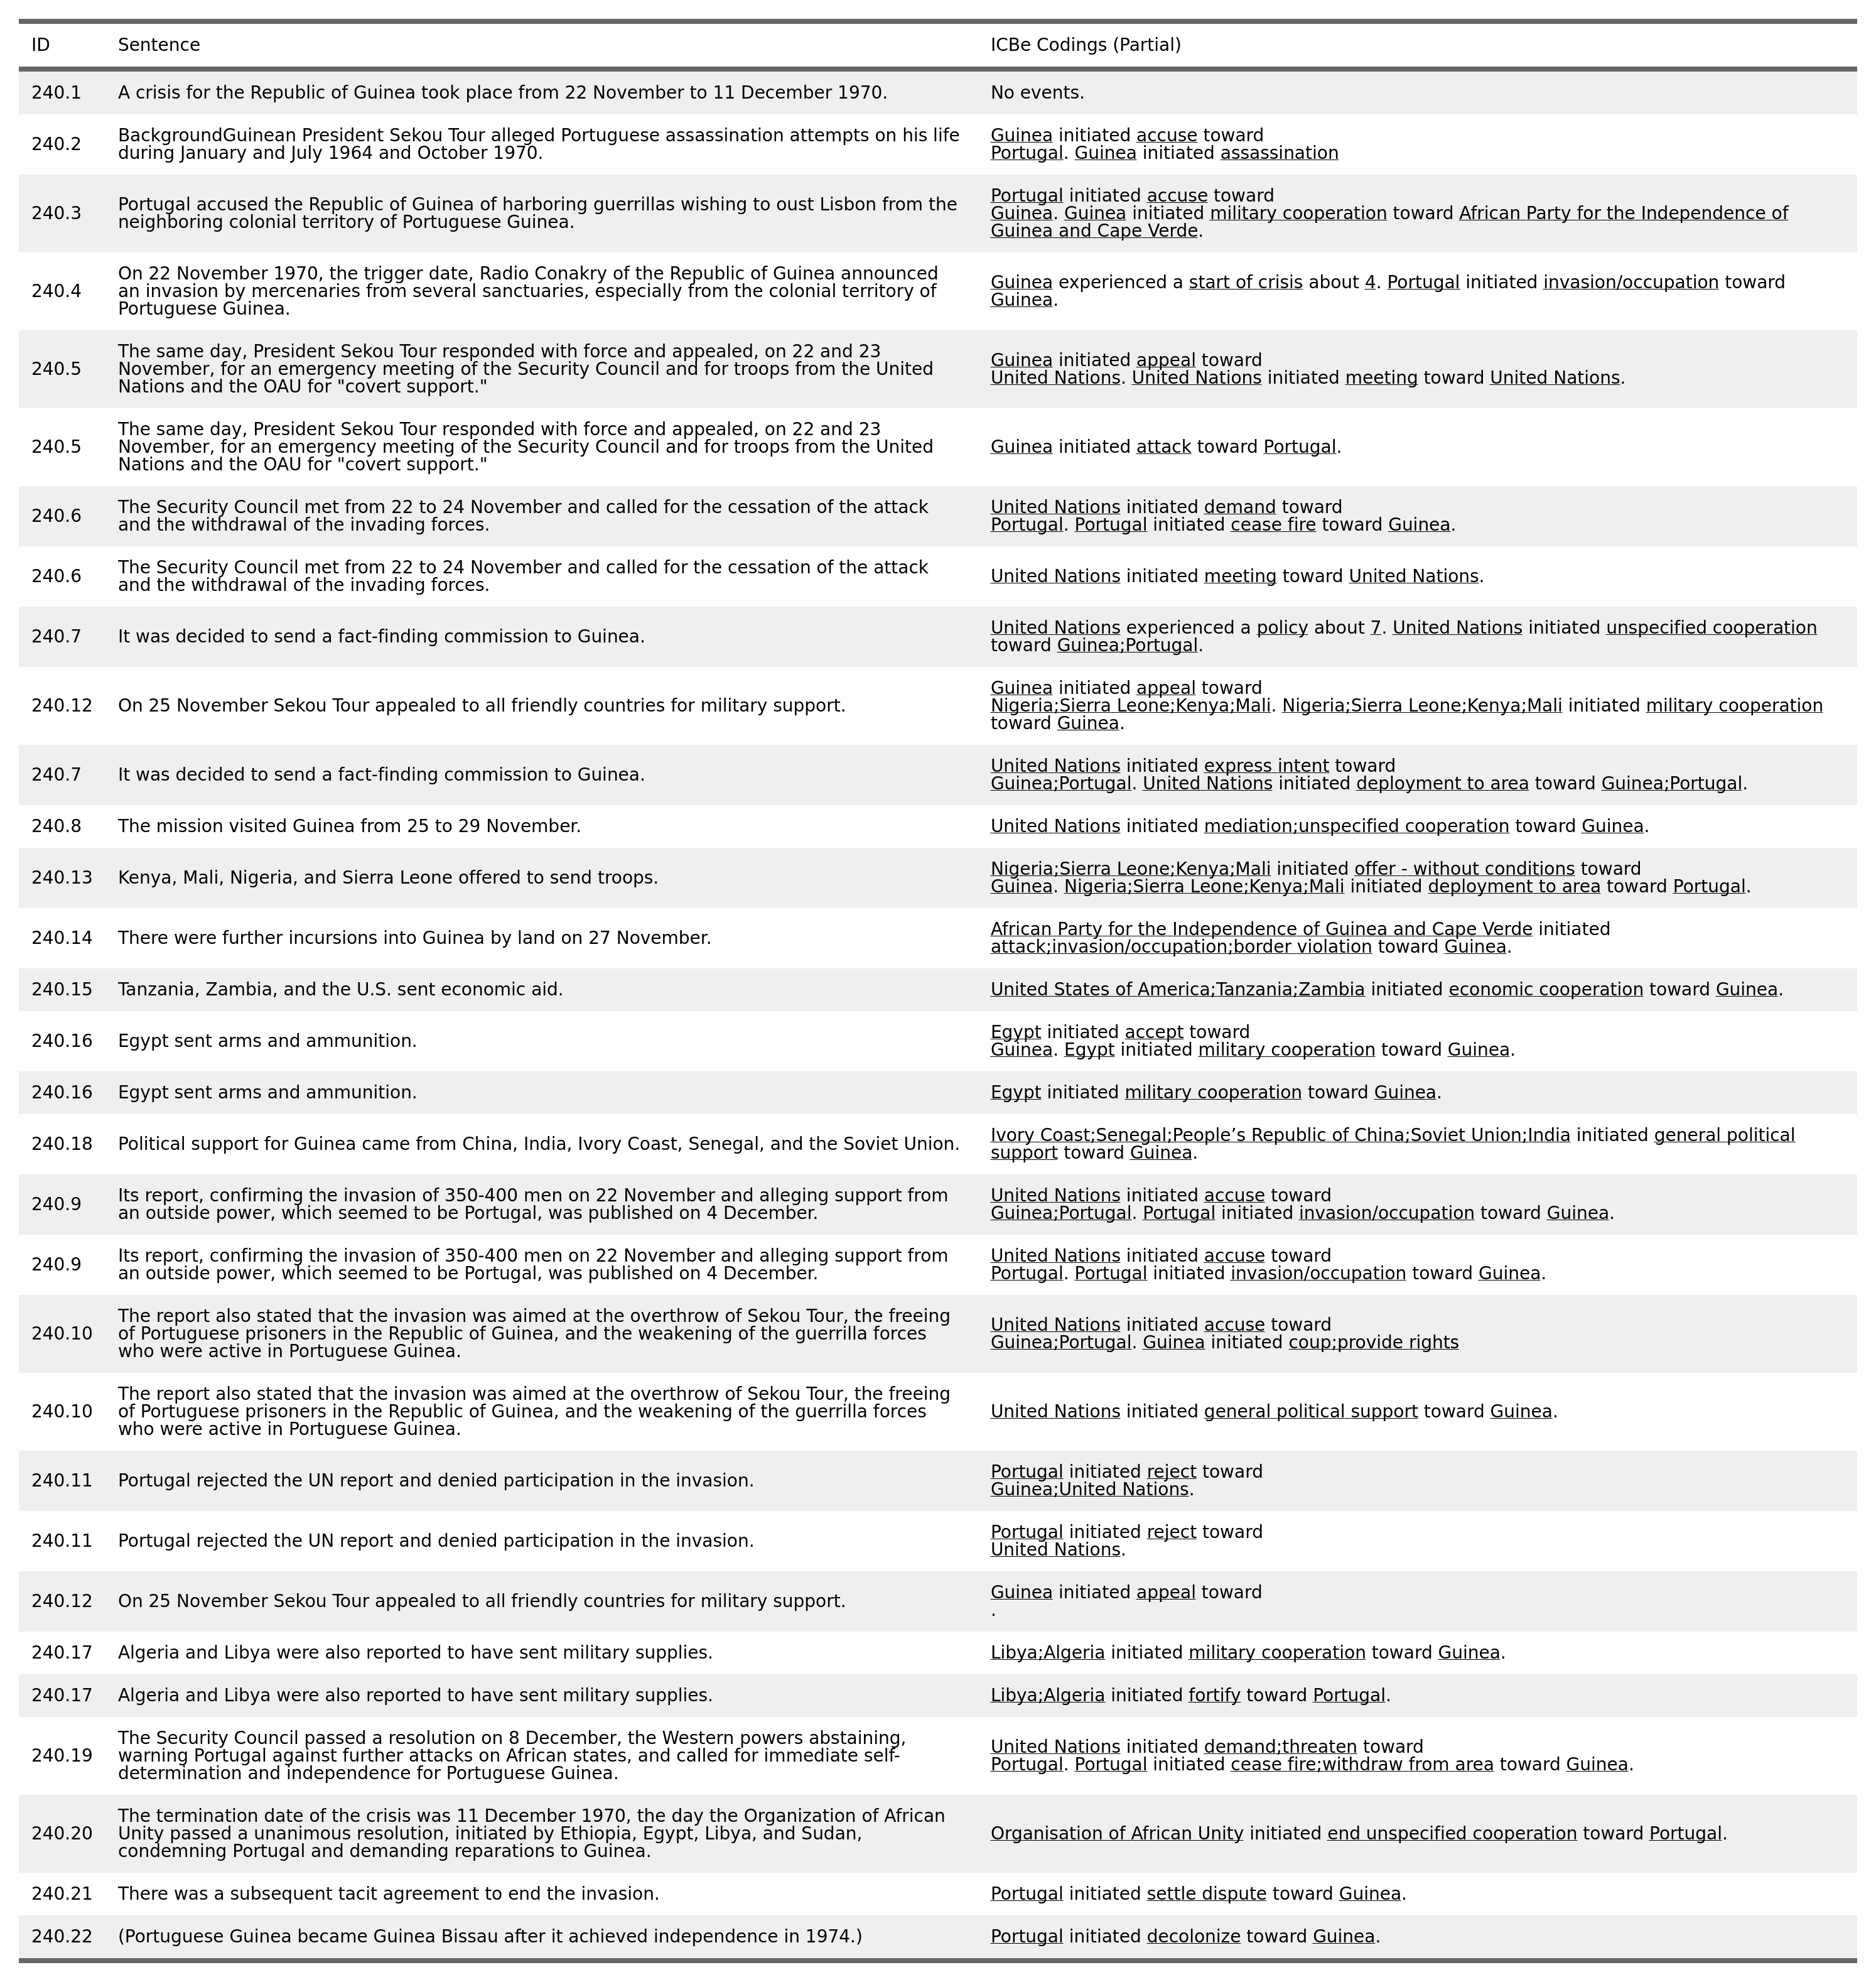 ID Sentence ICBe Codings (Partial)
240.1 A crisis for the Republic of Guinea took place from 22 November to 11 December 1970. No events.
240.2 BackgroundGuinean President Sekou Tour alleged Portuguese assassination attempts on his life
during January and July 1964 and October 1970.
Guinea initiated accuse toward
Portugal. Guinea initiated assassination
240.3 Portugal accused the Republic of Guinea of harboring guerrillas wishing to oust Lisbon from the
neighboring colonial territory of Portuguese Guinea.
Portugal initiated accuse toward
Guinea. Guinea initiated military cooperation toward African Party for the Independence of
Guinea and Cape Verde.
240.4 On 22 November 1970, the trigger date, Radio Conakry of the Republic of Guinea announced
an invasion by mercenaries from several sanctuaries, especially from the colonial territory of
Portuguese Guinea.
Guinea experienced a start of crisis about 4. Portugal initiated invasion/occupation toward
Guinea.
240.5 The same day, President Sekou Tour responded with force and appealed, on 22 and 23
November, for an emergency meeting of the Security Council and for troops from the United
Nations and the OAU for "covert support."
Guinea initiated appeal toward
United Nations. United Nations initiated meeting toward United Nations.
240.5 The same day, President Sekou Tour responded with force and appealed, on 22 and 23
November, for an emergency meeting of the Security Council and for troops from the United
Nations and the OAU for "covert support."
Guinea initiated attack toward Portugal.
240.6 The Security Council met from 22 to 24 November and called for the cessation of the attack
and the withdrawal of the invading forces.
United Nations initiated demand toward
Portugal. Portugal initiated cease fire toward Guinea.
240.6 The Security Council met from 22 to 24 November and called for the cessation of the attack
and the withdrawal of the invading forces.
United Nations initiated meeting toward United Nations.
240.7 It was decided to send a fact-finding commission to Guinea.
United Nations experienced a policy about 7. United Nations initiated unspecified cooperation
toward Guinea;Portugal.
240.12 On 25 November Sekou Tour appealed to all friendly countries for military support.
Guinea initiated appeal toward
Nigeria;Sierra Leone;Kenya;Mali. Nigeria;Sierra Leone;Kenya;Mali initiated military cooperation
toward Guinea.
240.7 It was decided to send a fact-finding commission to Guinea.
United Nations initiated express intent toward
Guinea;Portugal. United Nations initiated deployment to area toward Guinea;Portugal.
240.8 The mission visited Guinea from 25 to 29 November. United Nations initiated mediation;unspecified cooperation toward Guinea.
240.13 Kenya, Mali, Nigeria, and Sierra Leone offered to send troops.
Nigeria;Sierra Leone;Kenya;Mali initiated offer - without conditions toward
Guinea. Nigeria;Sierra Leone;Kenya;Mali initiated deployment to area toward Portugal.
240.14 There were further incursions into Guinea by land on 27 November.
African Party for the Independence of Guinea and Cape Verde initiated
attack;invasion/occupation;border violation toward Guinea.
240.15 Tanzania, Zambia, and the U.S. sent economic aid. United States of America;Tanzania;Zambia initiated economic cooperation toward Guinea.
240.16 Egypt sent arms and ammunition.
Egypt initiated accept toward
Guinea. Egypt initiated military cooperation toward Guinea.
240.16 Egypt sent arms and ammunition. Egypt initiated military cooperation toward Guinea.
240.18 Political support for Guinea came from China, India, Ivory Coast, Senegal, and the Soviet Union.
Ivory Coast;Senegal;People’s Republic of China;Soviet Union;India initiated general political
support toward Guinea.
240.9 Its report, confirming the invasion of 350-400 men on 22 November and alleging support from
an outside power, which seemed to be Portugal, was published on 4 December.
United Nations initiated accuse toward
Guinea;Portugal. Portugal initiated invasion/occupation toward Guinea.
240.9 Its report, confirming the invasion of 350-400 men on 22 November and alleging support from
an outside power, which seemed to be Portugal, was published on 4 December.
United Nations initiated accuse toward
Portugal. Portugal initiated invasion/occupation toward Guinea.
240.10 The report also stated that the invasion was aimed at the overthrow of Sekou Tour, the freeing
of Portuguese prisoners in the Republic of Guinea, and the weakening of the guerrilla forces
who were active in Portuguese Guinea.
United Nations initiated accuse toward
Guinea;Portugal. Guinea initiated coup;provide rights
240.10 The report also stated that the invasion was aimed at the overthrow of Sekou Tour, the freeing
of Portuguese prisoners in the Republic of Guinea, and the weakening of the guerrilla forces
who were active in Portuguese Guinea.
United Nations initiated general political support toward Guinea.
240.11 Portugal rejected the UN report and denied participation in the invasion.
Portugal initiated reject toward
Guinea;United Nations.
240.11 Portugal rejected the UN report and denied participation in the invasion.
Portugal initiated reject toward
United Nations.
240.12 On 25 November Sekou Tour appealed to all friendly countries for military support.
Guinea initiated appeal toward
.
240.17 Algeria and Libya were also reported to have sent military supplies. Libya;Algeria initiated military cooperation toward Guinea.
240.17 Algeria and Libya were also reported to have sent military supplies. Libya;Algeria initiated fortify toward Portugal.
240.19 The Security Council passed a resolution on 8 December, the Western powers abstaining,
warning Portugal against further attacks on African states, and called for immediate self-
determination and independence for Portuguese Guinea.
United Nations initiated demand;threaten toward
Portugal. Portugal initiated cease fire;withdraw from area toward Guinea.
240.20 The termination date of the crisis was 11 December 1970, the day the Organization of African
Unity passed a unanimous resolution, initiated by Ethiopia, Egypt, Libya, and Sudan,
condemning Portugal and demanding reparations to Guinea.
Organisation of African Unity initiated end unspecified cooperation toward Portugal.
240.21 There was a subsequent tacit agreement to end the invasion. Portugal initiated settle dispute toward Guinea.
240.22 (Portuguese Guinea became Guinea Bissau after it achieved independence in 1974.) Portugal initiated decolonize toward Guinea.